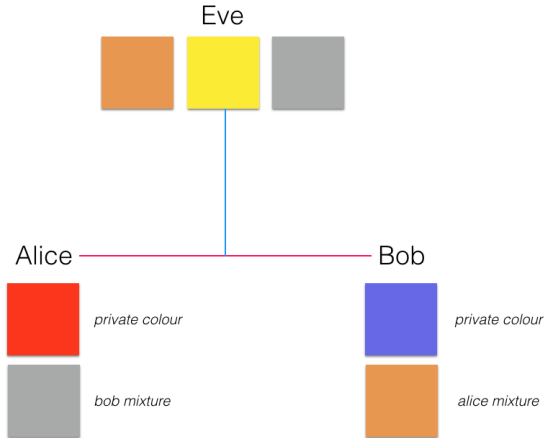 Eve
Alice
Bob
private colour
private colour
bob mixture
alice mixture